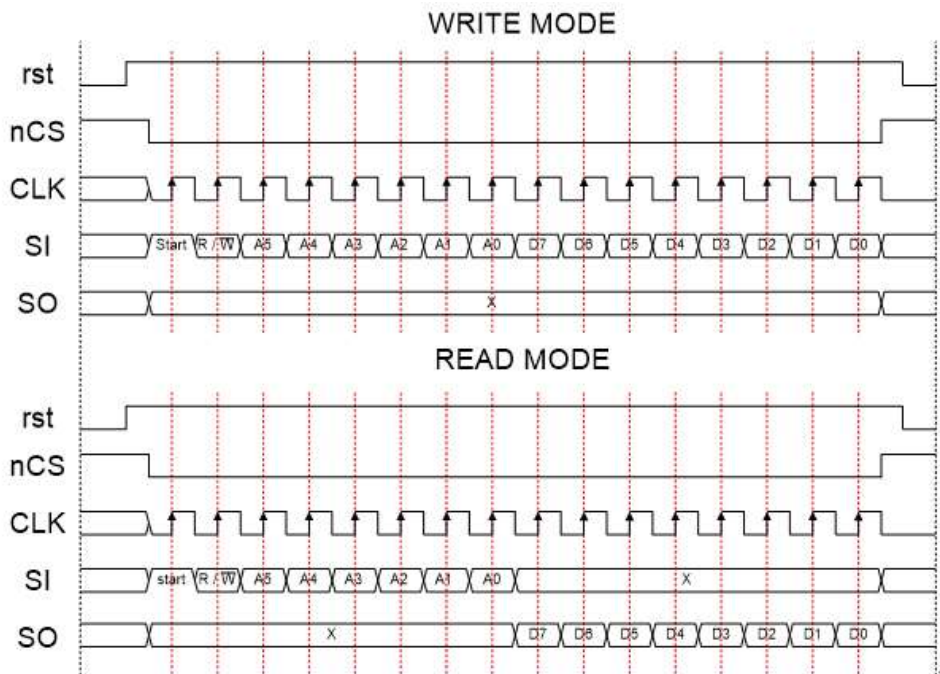 WRITE MODE
rst
nCS
CLK
SI Start R / W̅ A5 A4 A3 A2 A1 A0 D7 D6 D5 D4 D3 D2 D1 D0
SO X
READ MODE
rst
nCS
CLK
SI start R / W̅ A5 A4 A3 A2 A1 A0 X
SO X D7 D6 D5 D4 D3 D2 D1 D0